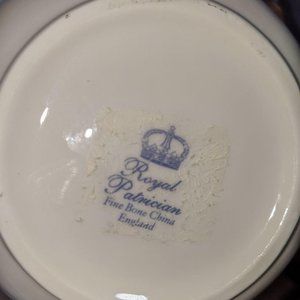 Royal
Patrician
Fine Bone China
England